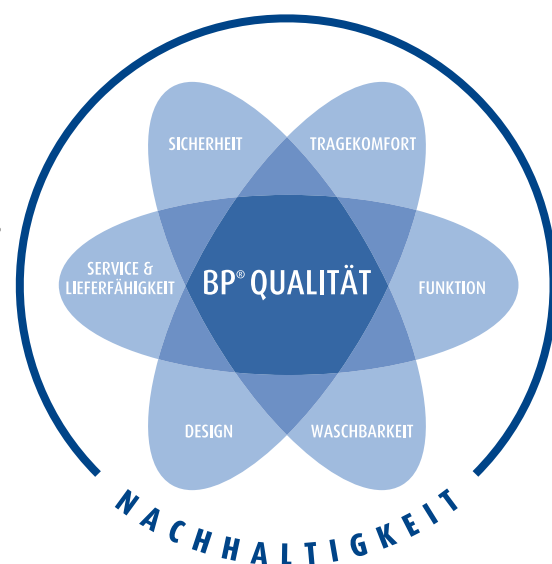 SICHERHEIT
TRAGEKOMFORT
SERVICE &
LIEFERFÄHIGKEIT
BP® QUALITÄT
FUNKTION
DESIGN
WASCHBARKEIT
NACHHALTIGKEIT